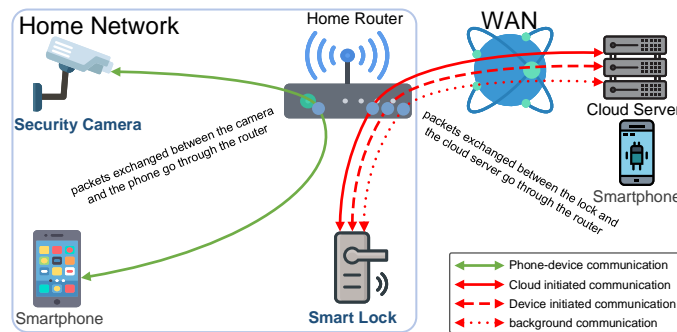 Home Network
Home Router
WAN
Security Camera
Cloud Server
packets exchanged between the camera
and the phone go through the router
packets exchanged between the lock and
the cloud server go through the router
Smartphone
Smartphone
Smart Lock
Phone-device communication
Cloud initiated communication
Device initiated communication
background communication